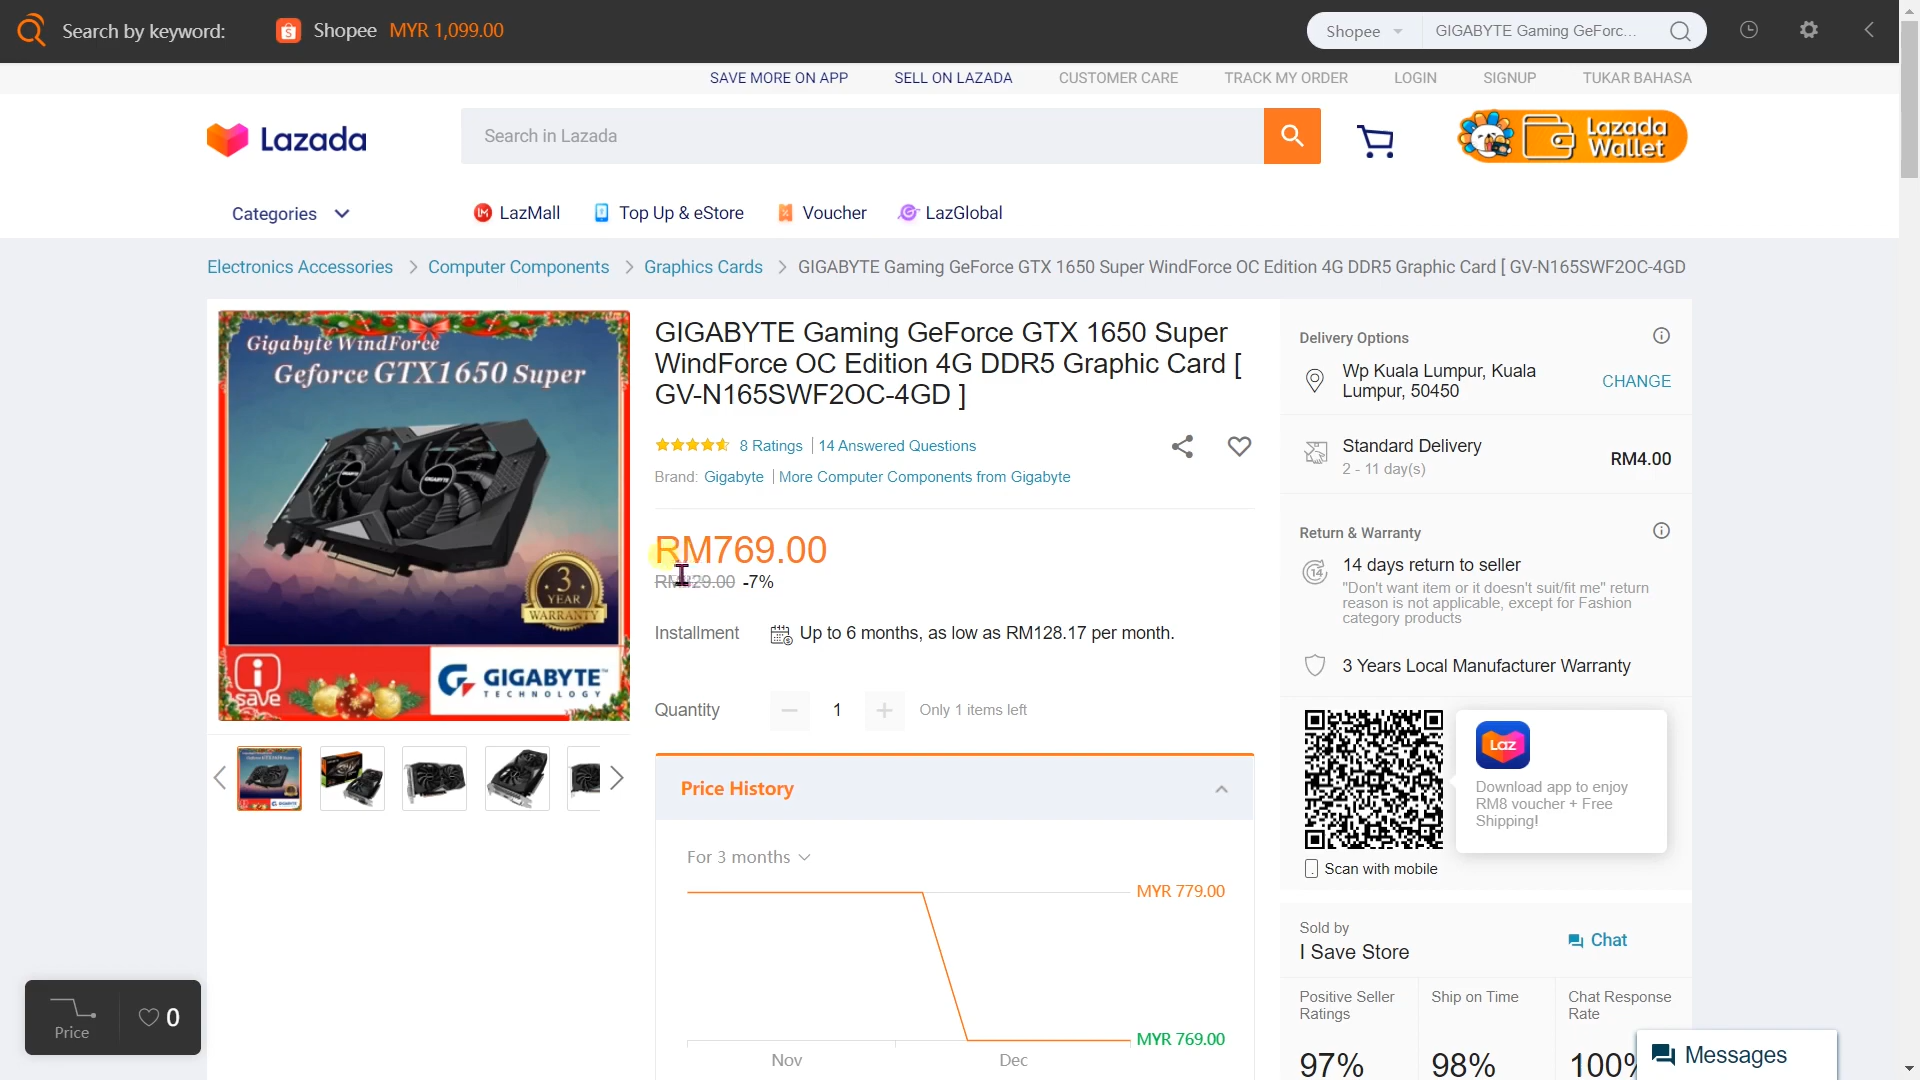 Search by keyword:
Shopee MYR 1,099.00
Shopee
GIGABYTE Gaming GeForc...
SAVE MORE ON APP
SELL ON LAZADA
CUSTOMER CARE
TRACK MY ORDER
LOGIN
SIGNUP
TUKAR BAHASA
Lazada
Search in Lazada
Lazada
Wallet
Categories
LazMall
Top Up & eStore
Voucher
LazGlobal
Electronics Accessories > Computer Components > Graphics Cards > GIGABYTE Gaming GeForce GTX 1650 Super WindForce OC Edition 4G DDR5 Graphic Card [ GV-N165SWF2OC-4GD
Gigabyte WindForce
Geforce GTX1650 Super
GIGABYTE
3
YEAR
WARRANTY
i
save
GIGABYTE™
TECHNOLOGY
GIGABYTE Gaming GeForce GTX 1650 Super
WindForce OC Edition 4G DDR5 Graphic Card [
GV-N165SWF2OC-4GD ]
8 Ratings | 14 Answered Questions
Brand: Gigabyte | More Computer Components from Gigabyte
RM769.00
-7%
Installment Up to 6 months, as low as RM128.17 per month.
Quantity 1 Only 1 items left
Price History
For 3 months
MYR 779.00
MYR 769.00
Nov Dec
Delivery Options
Wp Kuala Lumpur, Kuala
Lumpur, 50450
CHANGE
Standard Delivery
2 - 11 day(s)
RM4.00
Return & Warranty
14
14 days return to seller
"Don't want item or it doesn't suit/fit me" return
reason is not applicable, except for Fashion
category products
3 Years Local Manufacturer Warranty
Laz
Download app to enjoy
RM8 voucher + Free
Shipping!
Scan with mobile
Sold by
I Save Store
Chat
Positive Seller
Ratings
97%
Ship on Time
98%
Chat Response
Rate
100%
Price
0
Messages